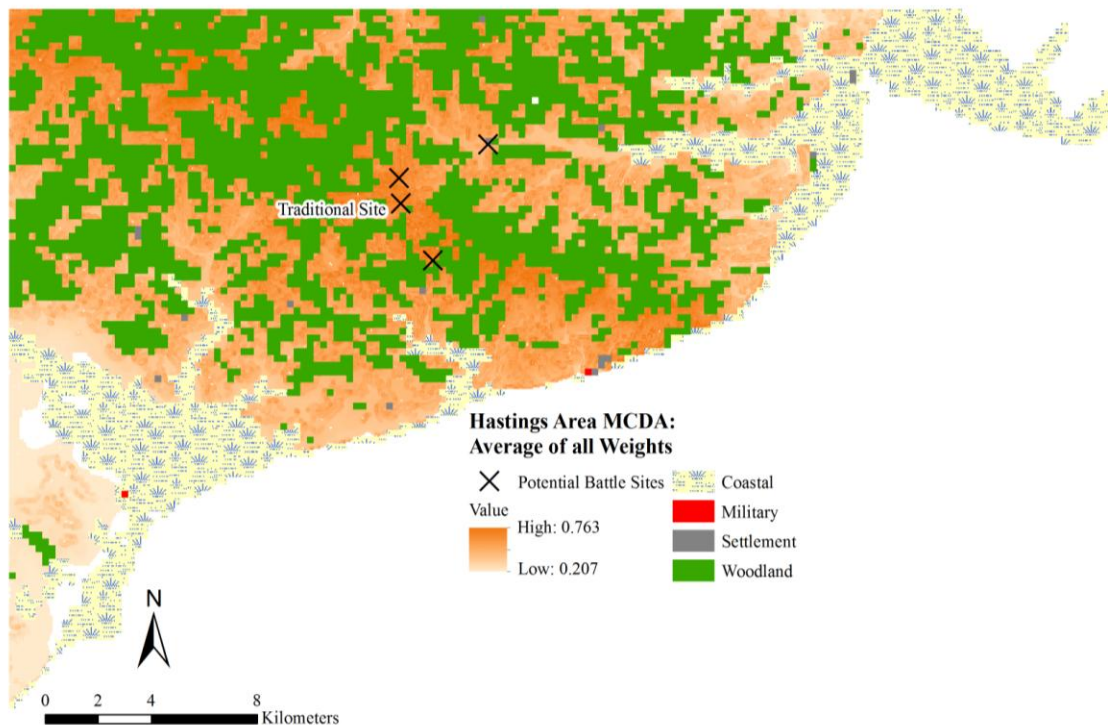 Traditional Site
Hastings Area MCDA:
Average of all Weights
Potential Battle Sites
Value
High: 0.763
Low: 0.207
Coastal
Military
Settlement
Woodland
N
0 2 4 8
Kilometers